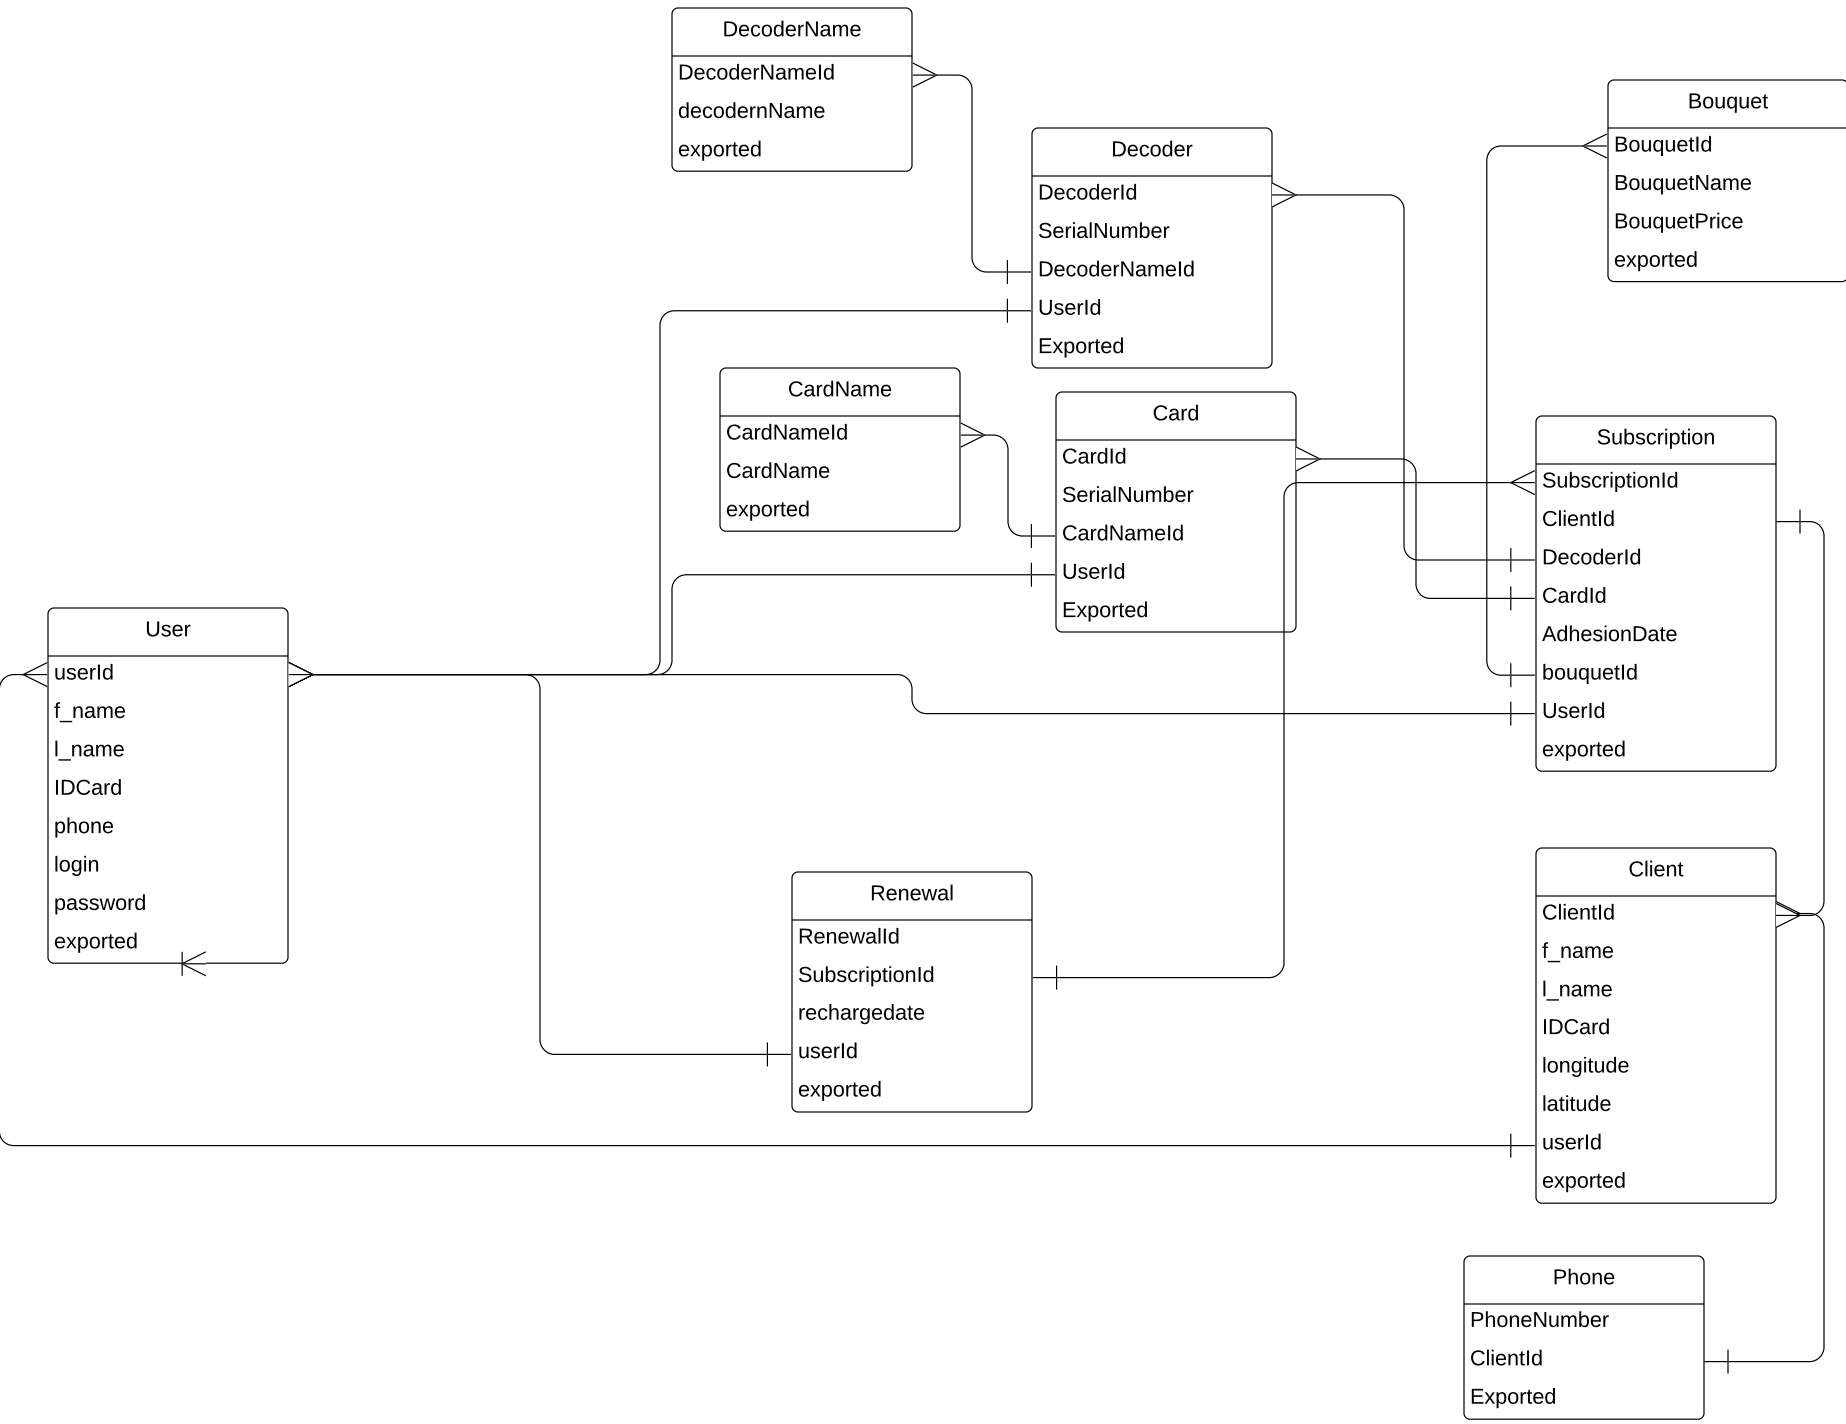 DecoderName
DecoderNameId
decodernName
exported
Decoder
DecoderId
SerialNumber
DecoderNameId
UserId
Exported
Bouquet
BouquetId
BouquetName
BouquetPrice
exported
CardName
CardNameId
CardName
exported
Card
CardId
SerialNumber
CardNameId
UserId
Exported
Subscription
SubscriptionId
ClientId
DecoderId
CardId
AdhesionDate
bouquetId
UserId
exported
User
userId
f_name
l_name
IDCard
phone
login
password
exported
Renewal
RenewalId
SubscriptionId
rechargedate
userId
exported
Client
ClientId
f_name
l_name
IDCard
longitude
latitude
userId
exported
Phone
PhoneNumber
ClientId
Exported